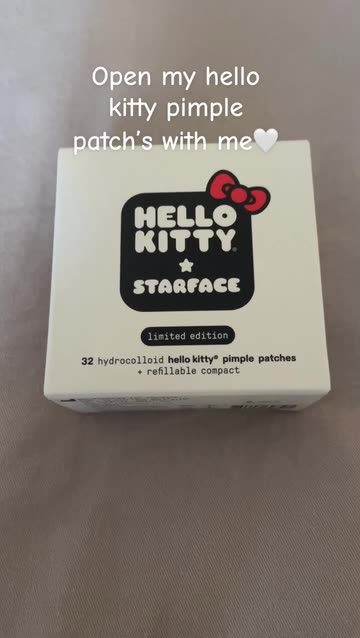 Open my hello
kitty pimple
patch's with me🤍
HELLO
KITTY®
STARFACE
limited edition
32 hydrocolloid hello kitty® pimple patches
+ refillable compact